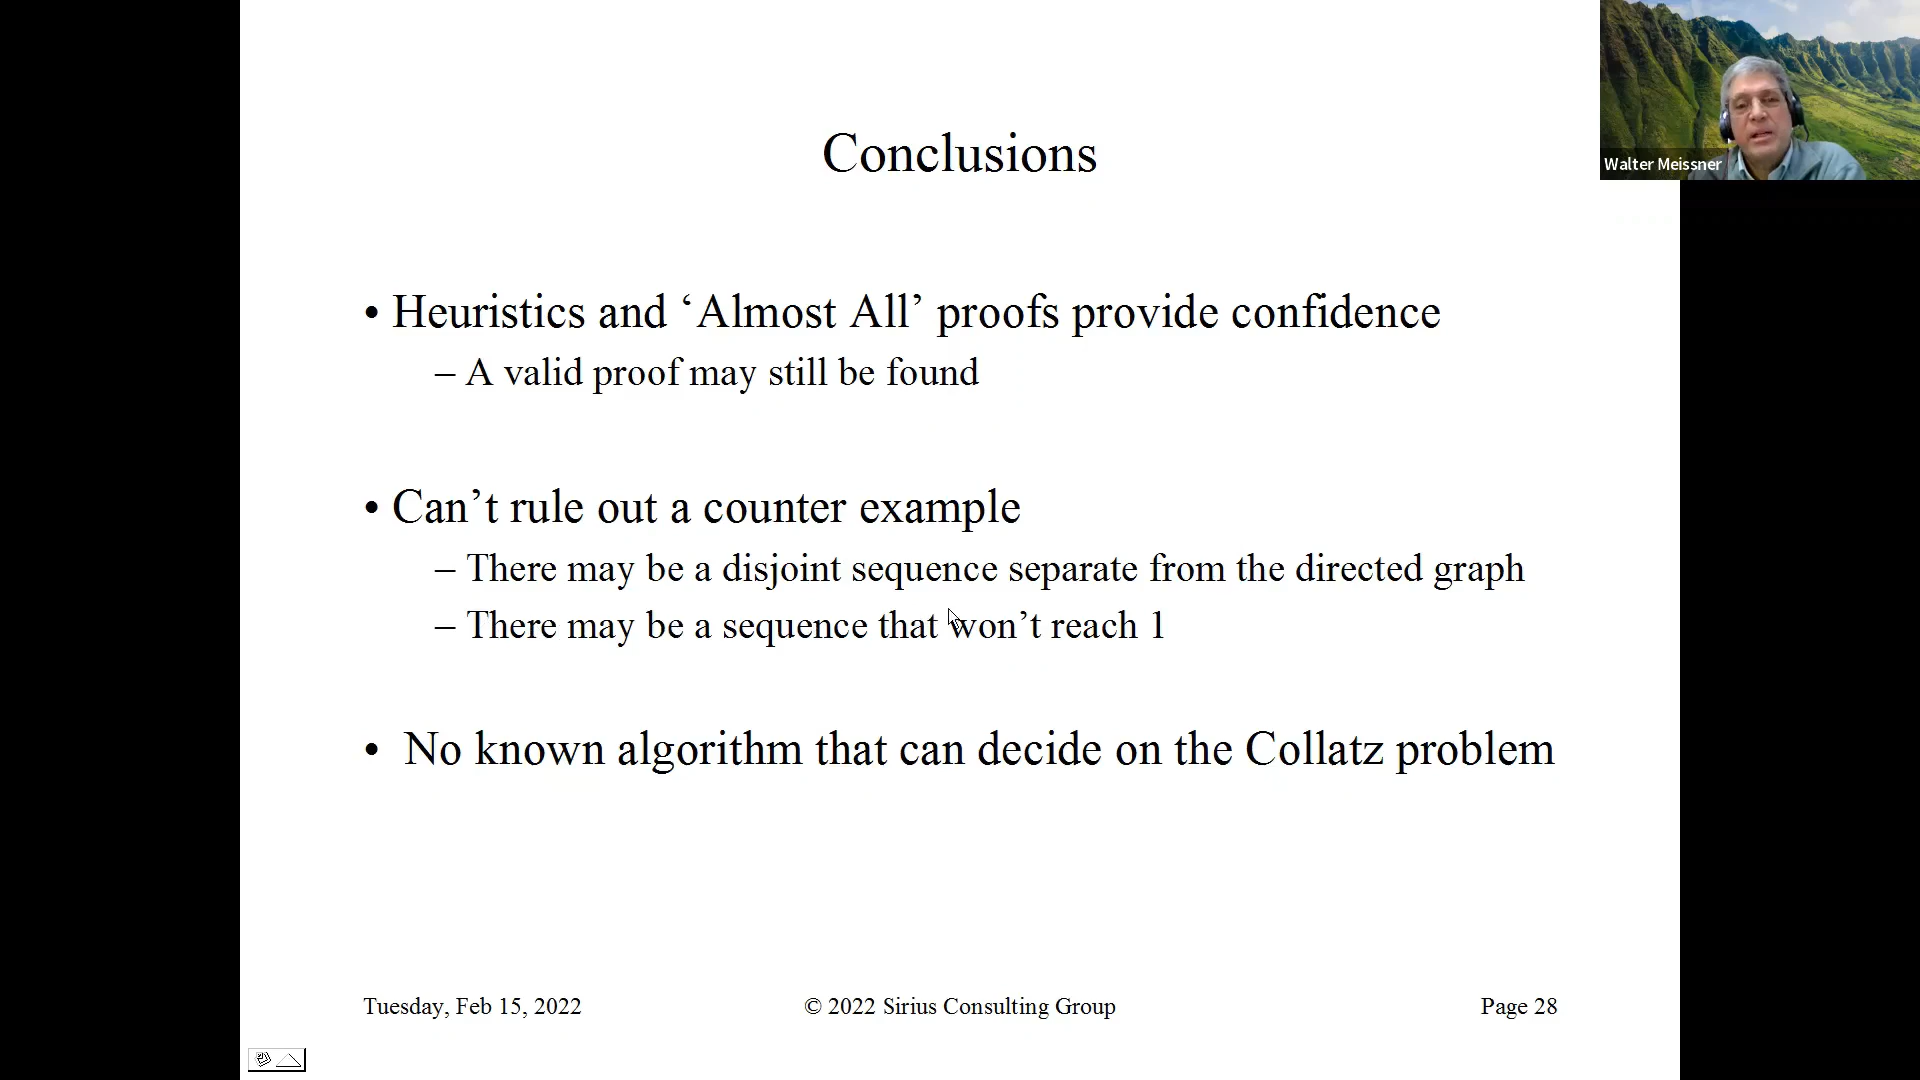 Walter Meissner
Conclusions
• Heuristics and ‘Almost All’ proofs provide confidence
– A valid proof may still be found
• Can’t rule out a counter example
– There may be a disjoint sequence separate from the directed graph
– There may be a sequence that won’t reach 1
• No known algorithm that can decide on the Collatz problem
Tuesday, Feb 15, 2022
© 2022 Sirius Consulting Group
Page 28